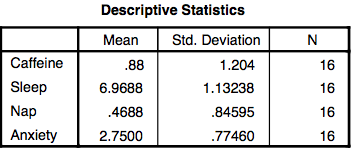 Descriptive Statistics
Mean Std. Deviation N
Caffeine .88 1.204 16
Sleep 6.9688 1.13238 16
Nap .4688 .84595 16
Anxiety 2.7500 .77460 16